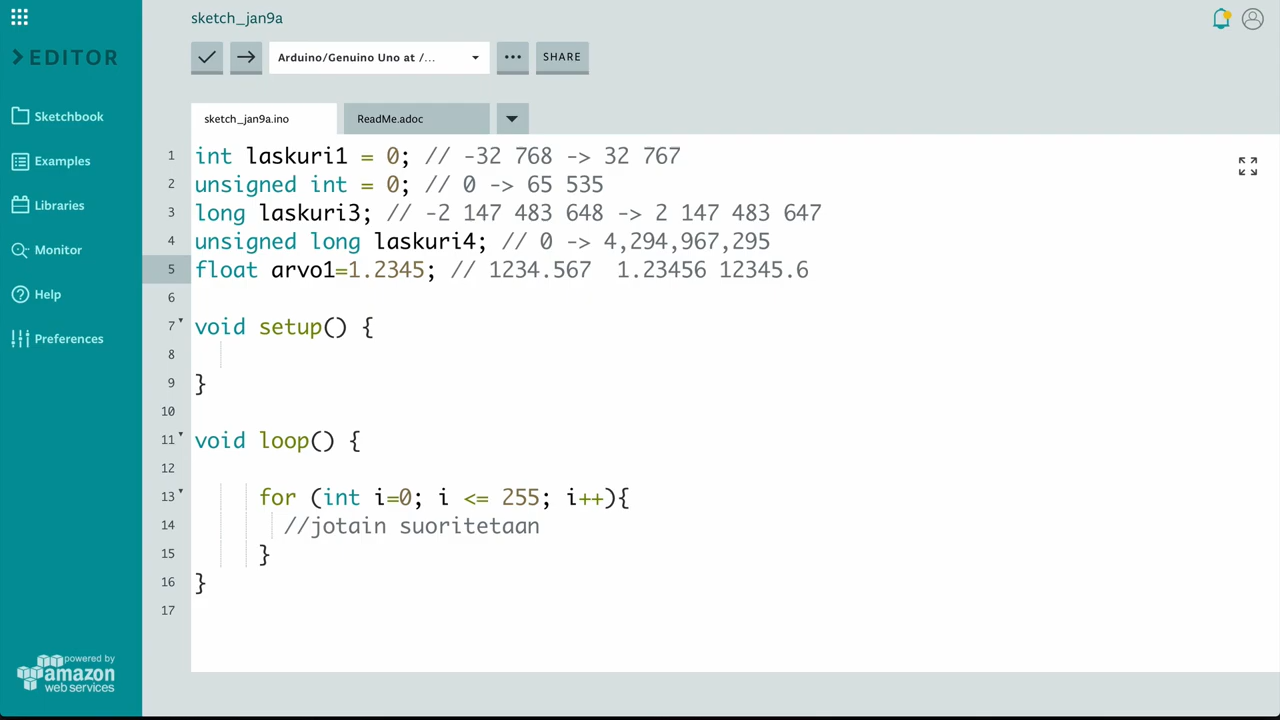 sketch_jan9a
EDITOR
Arduino/Genuino Uno at /...
SHARE
Sketchbook
Examples
Libraries
Monitor
Help
Preferences
powered by
amazon
web services
sketch_jan9a.ino
ReadMe.adoc
1 int laskuri1 = 0; // -32 768 -> 32 767
2 unsigned int = 0; // 0 -> 65 535
3 long laskuri3; // -2 147 483 648 -> 2 147 483 647
4 unsigned long laskuri4; // 0 -> 4,294,967,295
5 float arvo1=1.2345; // 1234.567  1.23456 12345.6
6
7 void setup() {
8
9 }
10
11 void loop() {
12
13 for (int i=0; i <= 255; i++){
14 //jotain suoritetaan
15 }
16 }
17